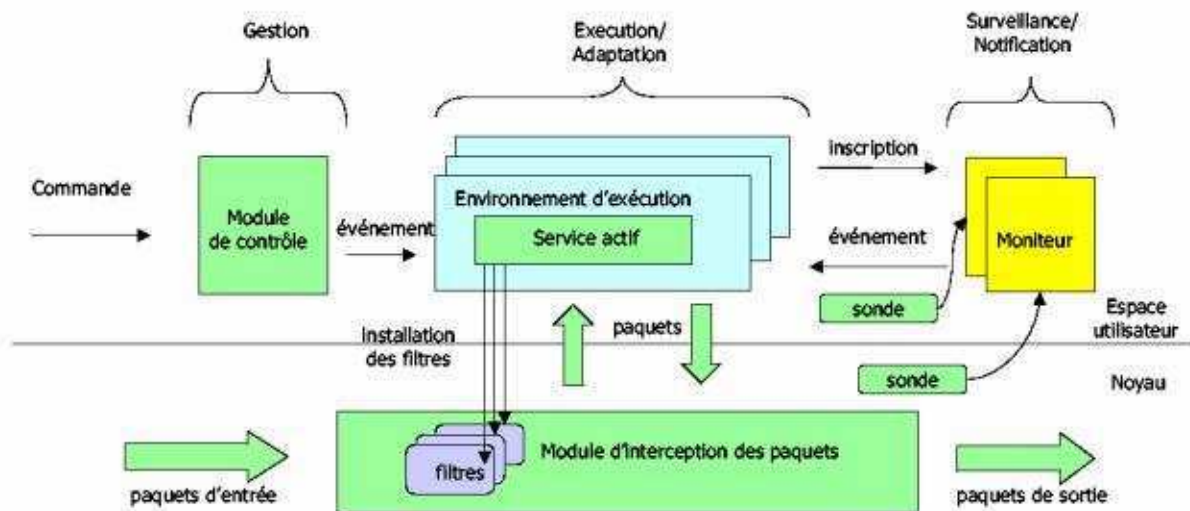 Gestion
Execution/
Adaptation
Surveillance/
Notification
Commande
Module
de contrôle
événement
Environnement d'exécution
Service actif
inscription
événement
Moniteur
sonde
Espace
utilisateur
installation
des filtres
paquets
sonde
Noyau
Module d'interception des paquets
filtres
paquets d'entrée
paquets de sortie